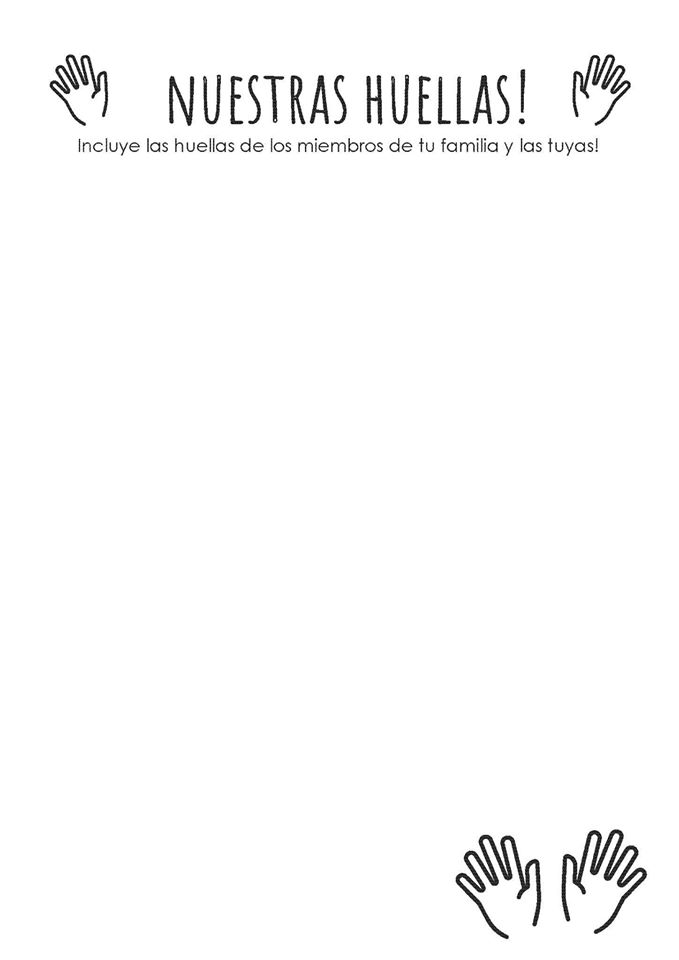 NUESTRAS HUELLAS!
Incluye las huellas de los miembros de tu familia y las tuyas!